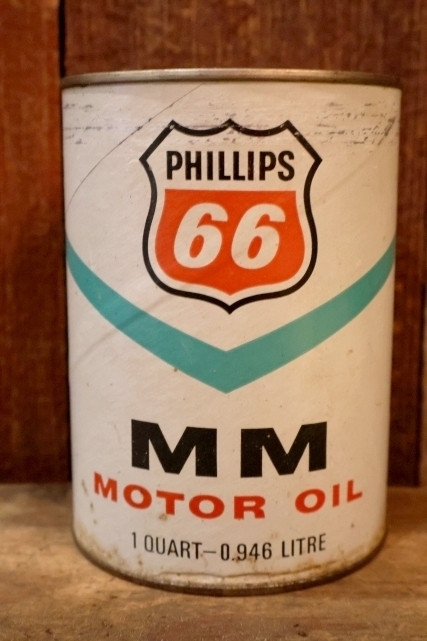 PHILLIPS
66
MM
MOTOR OIL
1 QUART–0.946 LITRE